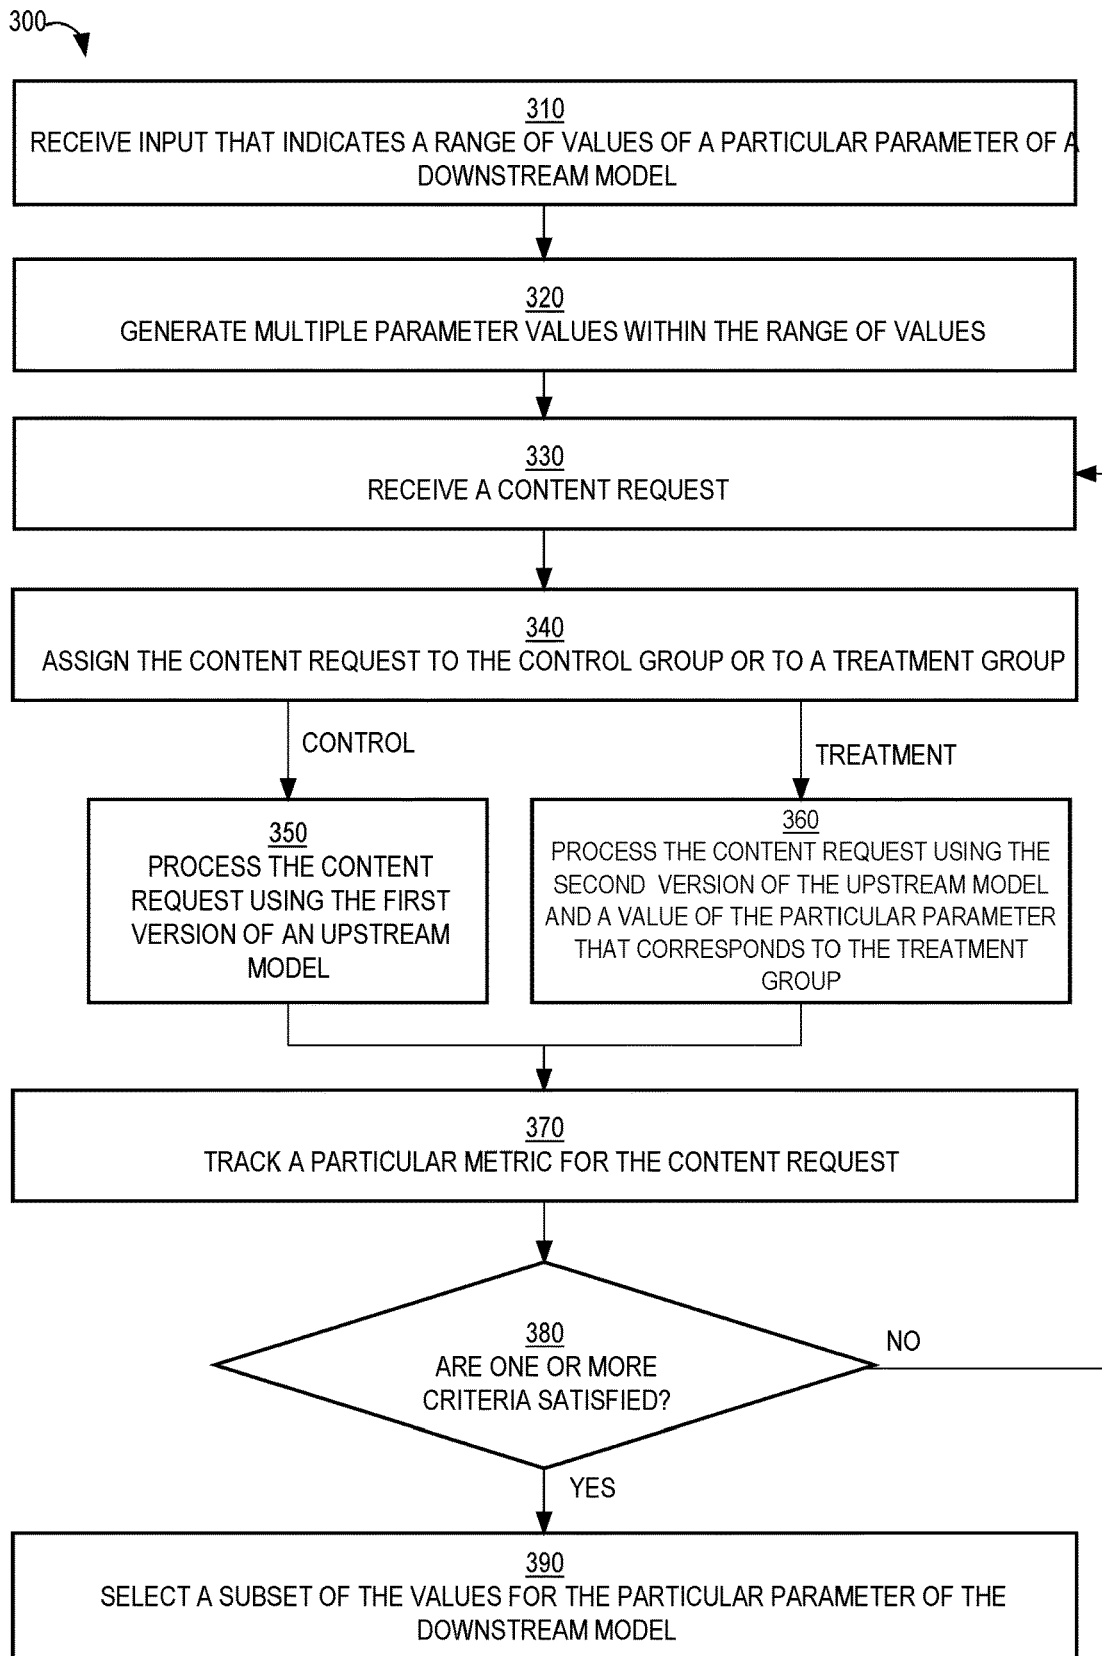 300
310
RECEIVE INPUT THAT INDICATES A RANGE OF VALUES OF A PARTICULAR PARAMETER OF A
DOWNSTREAM MODEL
320
GENERATE MULTIPLE PARAMETER VALUES WITHIN THE RANGE OF VALUES
330
RECEIVE A CONTENT REQUEST
340
ASSIGN THE CONTENT REQUEST TO THE CONTROL GROUP OR TO A TREATMENT GROUP
CONTROL
TREATMENT
350
PROCESS THE CONTENT
REQUEST USING THE FIRST
VERSION OF AN UPSTREAM
MODEL
360
PROCESS THE CONTENT REQUEST USING THE
SECOND VERSION OF THE UPSTREAM MODEL
AND A VALUE OF THE PARTICULAR PARAMETER
THAT CORRESPONDS TO THE TREATMENT
GROUP
370
TRACK A PARTICULAR METRIC FOR THE CONTENT REQUEST
380
ARE ONE OR MORE
CRITERIA SATISFIED?
NO
YES
390
SELECT A SUBSET OF THE VALUES FOR THE PARTICULAR PARAMETER OF THE
DOWNSTREAM MODEL